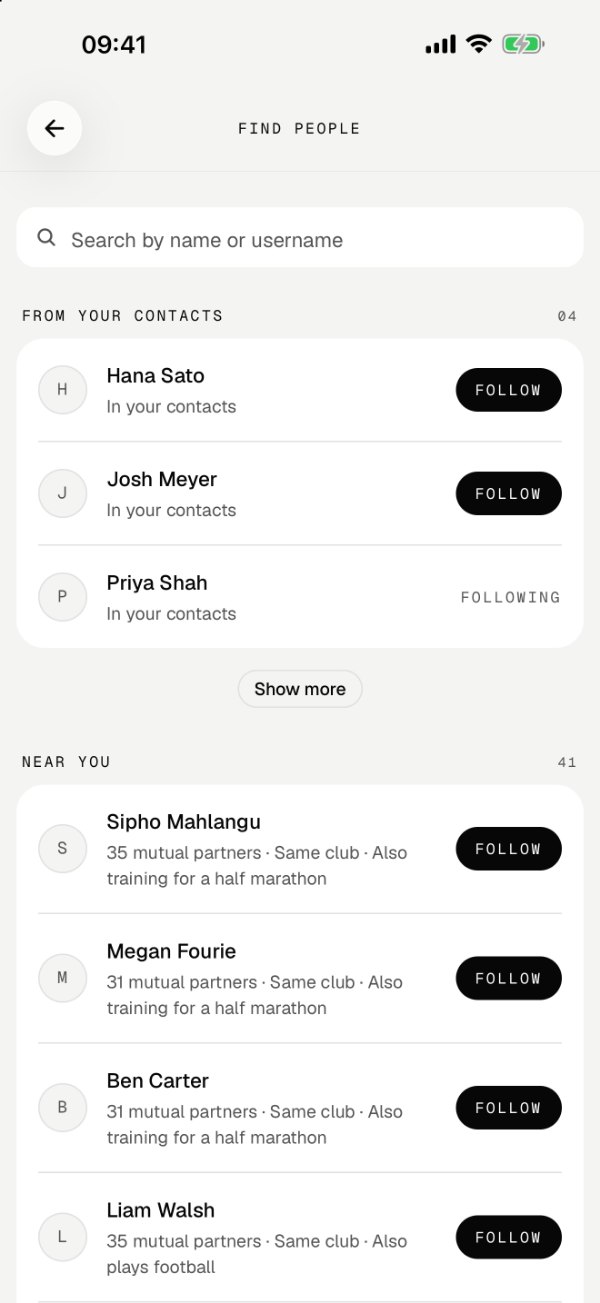 09:41
FIND PEOPLE
Search by name or username
FROM YOUR CONTACTS 04
H Hana Sato
In your contacts
FOLLOW
J Josh Meyer
In your contacts
FOLLOW
P Priya Shah
In your contacts
FOLLOWING
Show more
NEAR YOU 41
S Sipho Mahlangu
35 mutual partners · Same club · Also
training for a half marathon
FOLLOW
M Megan Fourie
31 mutual partners · Same club · Also
training for a half marathon
FOLLOW
B Ben Carter
31 mutual partners · Same club · Also
training for a half marathon
FOLLOW
L Liam Walsh
35 mutual partners · Same club · Also
plays football
FOLLOW